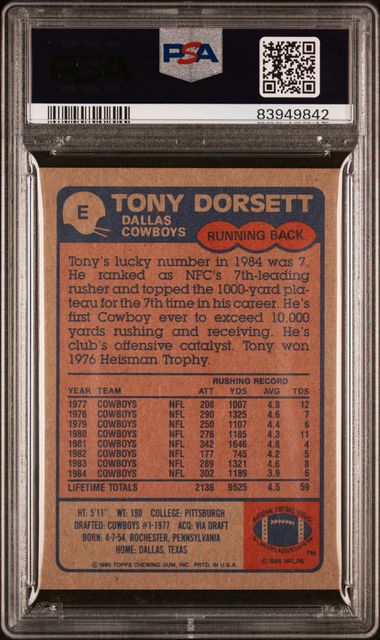 PSA
83949842
E
TONY DORSETT
DALLAS
COWBOYS
RUNNING BACK
Tony's lucky number in 1984 was 7.
He ranked as NFC's 7th-leading
rusher and topped the 1000-yard pla-
teau for the 7th time in his career. He's
first Cowboy ever to exceed 10,000
yards rushing and receiving. He's
club's offensive catalyst. Tony won
1976 Heisman Trophy.
RUSHING RECORD
YEAR TEAM ATT YDS AVG TDS
1977 COWBOYS NFL 208 1007 4.8 12
1978 COWBOYS NFL 290 1325 4.6 7
1979 COWBOYS NFL 250 1107 4.4 6
1980 COWBOYS NFL 278 1185 4.3 11
1981 COWBOYS NFL 342 1646 4.8 4
1982 COWBOYS NFL 177 745 4.2 5
1983 COWBOYS NFL 289 1321 4.6 8
1984 COWBOYS NFL 302 1189 3.9 6
LIFETIME TOTALS 2136 9525 4.5 59
HT: 5'11" WT: 190 COLLEGE: PITTSBURGH
DRAFTED: COWBOYS #1-1977 ACQ: VIA DRAFT
BORN: 4-7-54, ROCHESTER, PENNSYLVANIA
HOME: DALLAS, TEXAS
© 1985 TOPPS CHEWING GUM, INC. PRTD. IN U.S.A.
NATIONAL FOOTBALL LEAGUE
PLAYERS ASSOCIATION
TM
© 1985 NFLPA